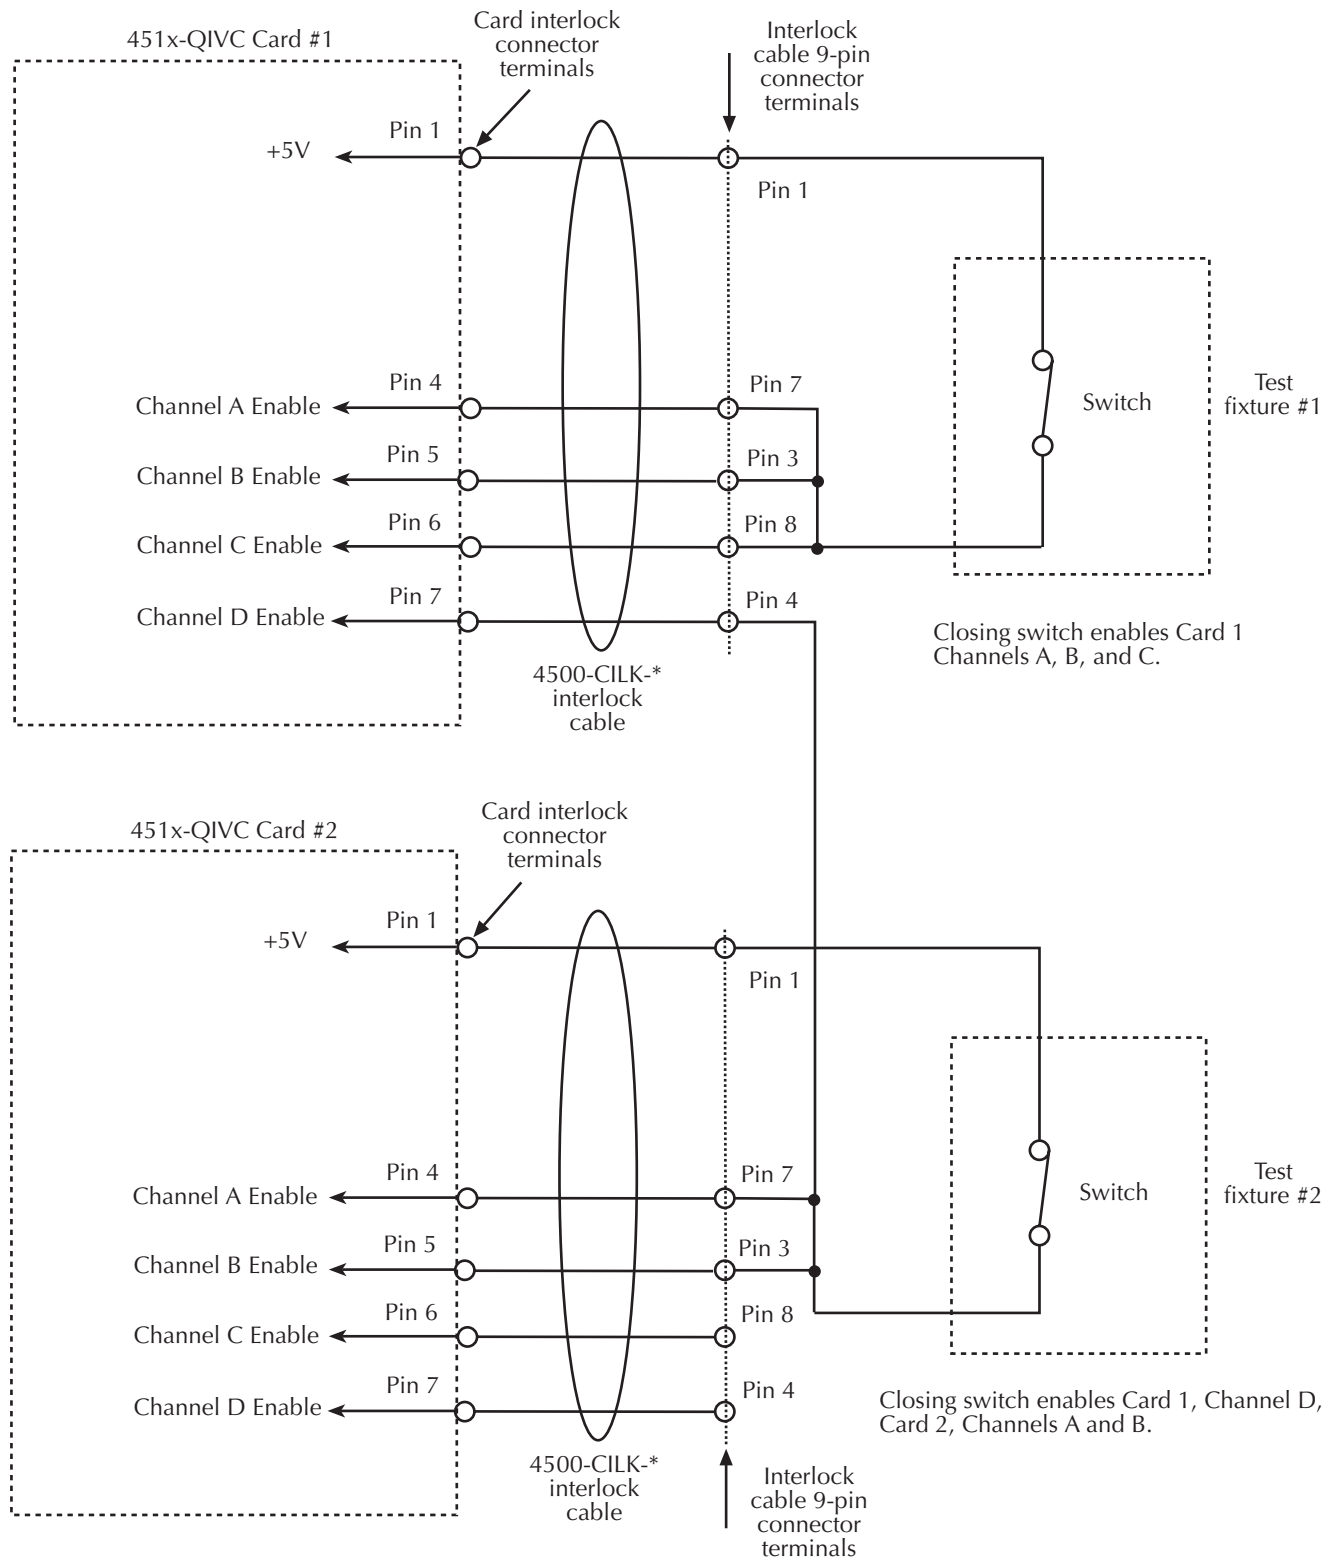 451x-QIVC Card #1
Card interlock
connector
terminals
Interlock
cable 9-pin
connector
terminals
Pin 1
+5V
Pin 1
Pin 4
Channel A Enable
Pin 7
Pin 5
Channel B Enable
Pin 3
Pin 6
Channel C Enable
Pin 8
Pin 7
Channel D Enable
Pin 4
Switch
Test
fixture #1
Closing switch enables Card 1
Channels A, B, and C.
4500-CILK-*
interlock
cable
451x-QIVC Card #2
Card interlock
connector
terminals
Pin 1
+5V
Pin 1
Pin 4
Channel A Enable
Pin 7
Pin 5
Channel B Enable
Pin 3
Pin 6
Channel C Enable
Pin 8
Pin 7
Channel D Enable
Pin 4
Switch
Test
fixture #2
Closing switch enables Card 1, Channel D,
Card 2, Channels A and B.
4500-CILK-*
interlock
cable
Interlock
cable 9-pin
connector
terminals